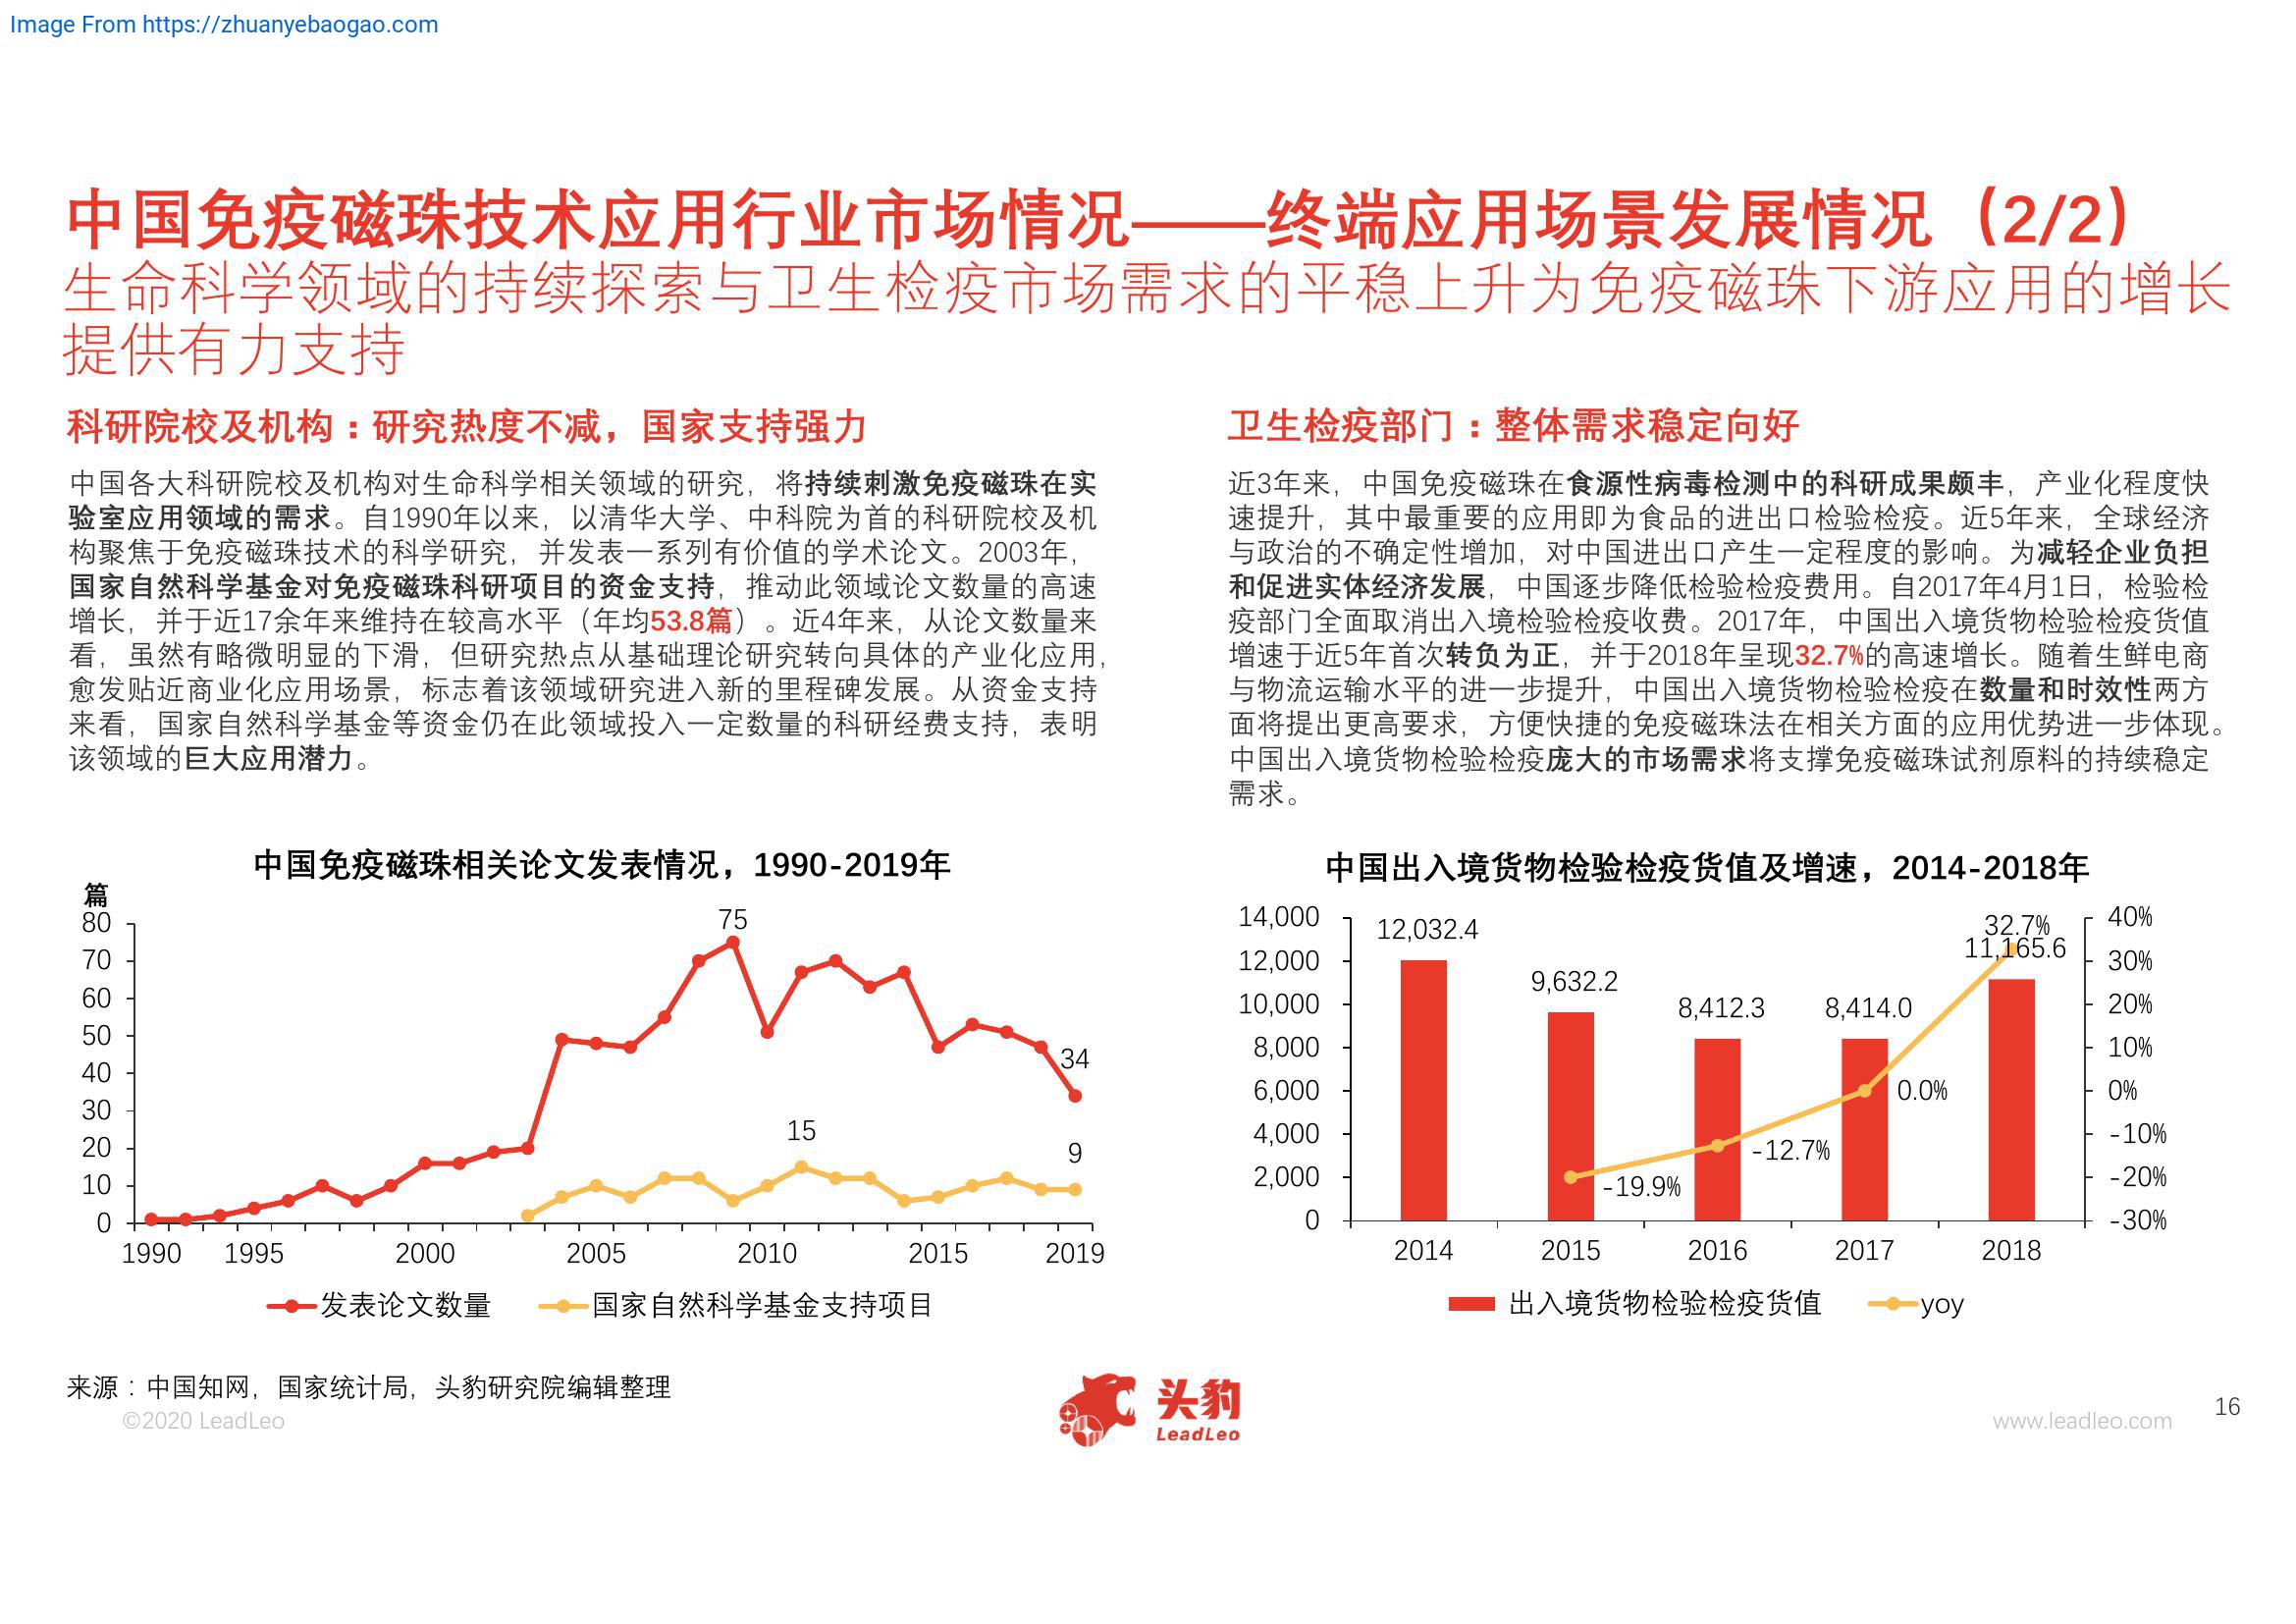 Image From https://zhuanyebaogao.com
中国免疫磁珠技术应用行业市场情况——终端应用场景发展情况（2/2）
生命科学领域的持续探索与卫生检疫市场需求的平稳上升为免疫磁珠下游应用的增长
提供有力支持
科研院校及机构：研究热度不减，国家支持强力
中国各大科研院校及机构对生命科学相关领域的研究，将持续刺激免疫磁珠在实
验室应用领域的需求。自1990年以来，以清华大学、中科院为首的科研院校及机
构聚焦于免疫磁珠技术的科学研究，并发表一系列有价值的学术论文。2003年，
国家自然科学基金对免疫磁珠科研项目的资金支持，推动此领域论文数量的高速
增长，并于近17余年来维持在较高水平（年均53.8篇）。近4年来，从论文数量来
看，虽然有略微明显的下滑，但研究热点从基础理论研究转向具体的产业化应用，
愈发贴近商业化应用场景，标志着该领域研究进入新的里程碑发展。从资金支持
来看，国家自然科学基金等资金仍在此领域投入一定数量的科研经费支持，表明
该领域的巨大应用潜力。
卫生检疫部门：整体需求稳定向好
近3年来，中国免疫磁珠在食源性病毒检测中的科研成果颇丰，产业化程度快
速提升，其中最重要的应用即为食品的进出口检验检疫。近5年来，全球经济
与政治的不确定性增加，对中国进出口产生一定程度的影响。为减轻企业负担
和促进实体经济发展，中国逐步降低检验检疫费用。自2017年4月1日，检验检
疫部门全面取消出入境检验检疫收费。2017年，中国出入境货物检验检疫货值
增速于近5年首次转负为正，并于2018年呈现32.7%的高速增长。随着生鲜电商
与物流运输水平的进一步提升，中国出入境货物检验检疫在数量和时效性两方
面将提出更高要求，方便快捷的免疫磁珠法在相关方面的应用优势进一步体现。
中国出入境货物检验检疫庞大的市场需求将支撑免疫磁珠试剂原料的持续稳定
需求。
中国免疫磁珠相关论文发表情况，1990-2019年
篇
80
70
60
50
40
30
20
10
0
75
34
15
9
1990 1995 2000 2005 2010 2015 2019
发表论文数量 国家自然科学基金支持项目
中国出入境货物检验检疫货值及增速，2014-2018年
14,000
12,000
10,000
8,000
6,000
4,000
2,000
0
12,032.4
9,632.2
8,412.3
8,414.0
11,165.6
32.7%
0.0%
-12.7%
-19.9%
40%
30%
20%
10%
0%
-10%
-20%
-30%
2014 2015 2016 2017 2018
出入境货物检验检疫货值 yoy
来源：中国知网，国家统计局，头豹研究院编辑整理
©2020 LeadLeo
头豹
LeadLeo
www.leadleo.com
16